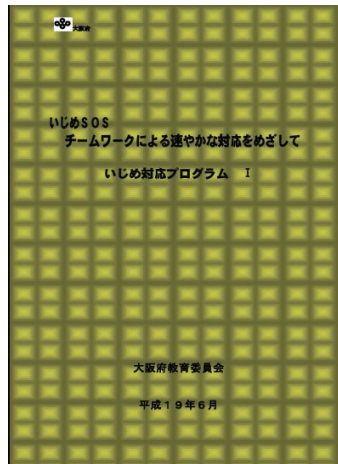 大阪府
いじめSOS
チームワークによる速やかな対応をめざして
いじめ対応プログラム Ⅰ
大阪府教育委員会
平成19年6月